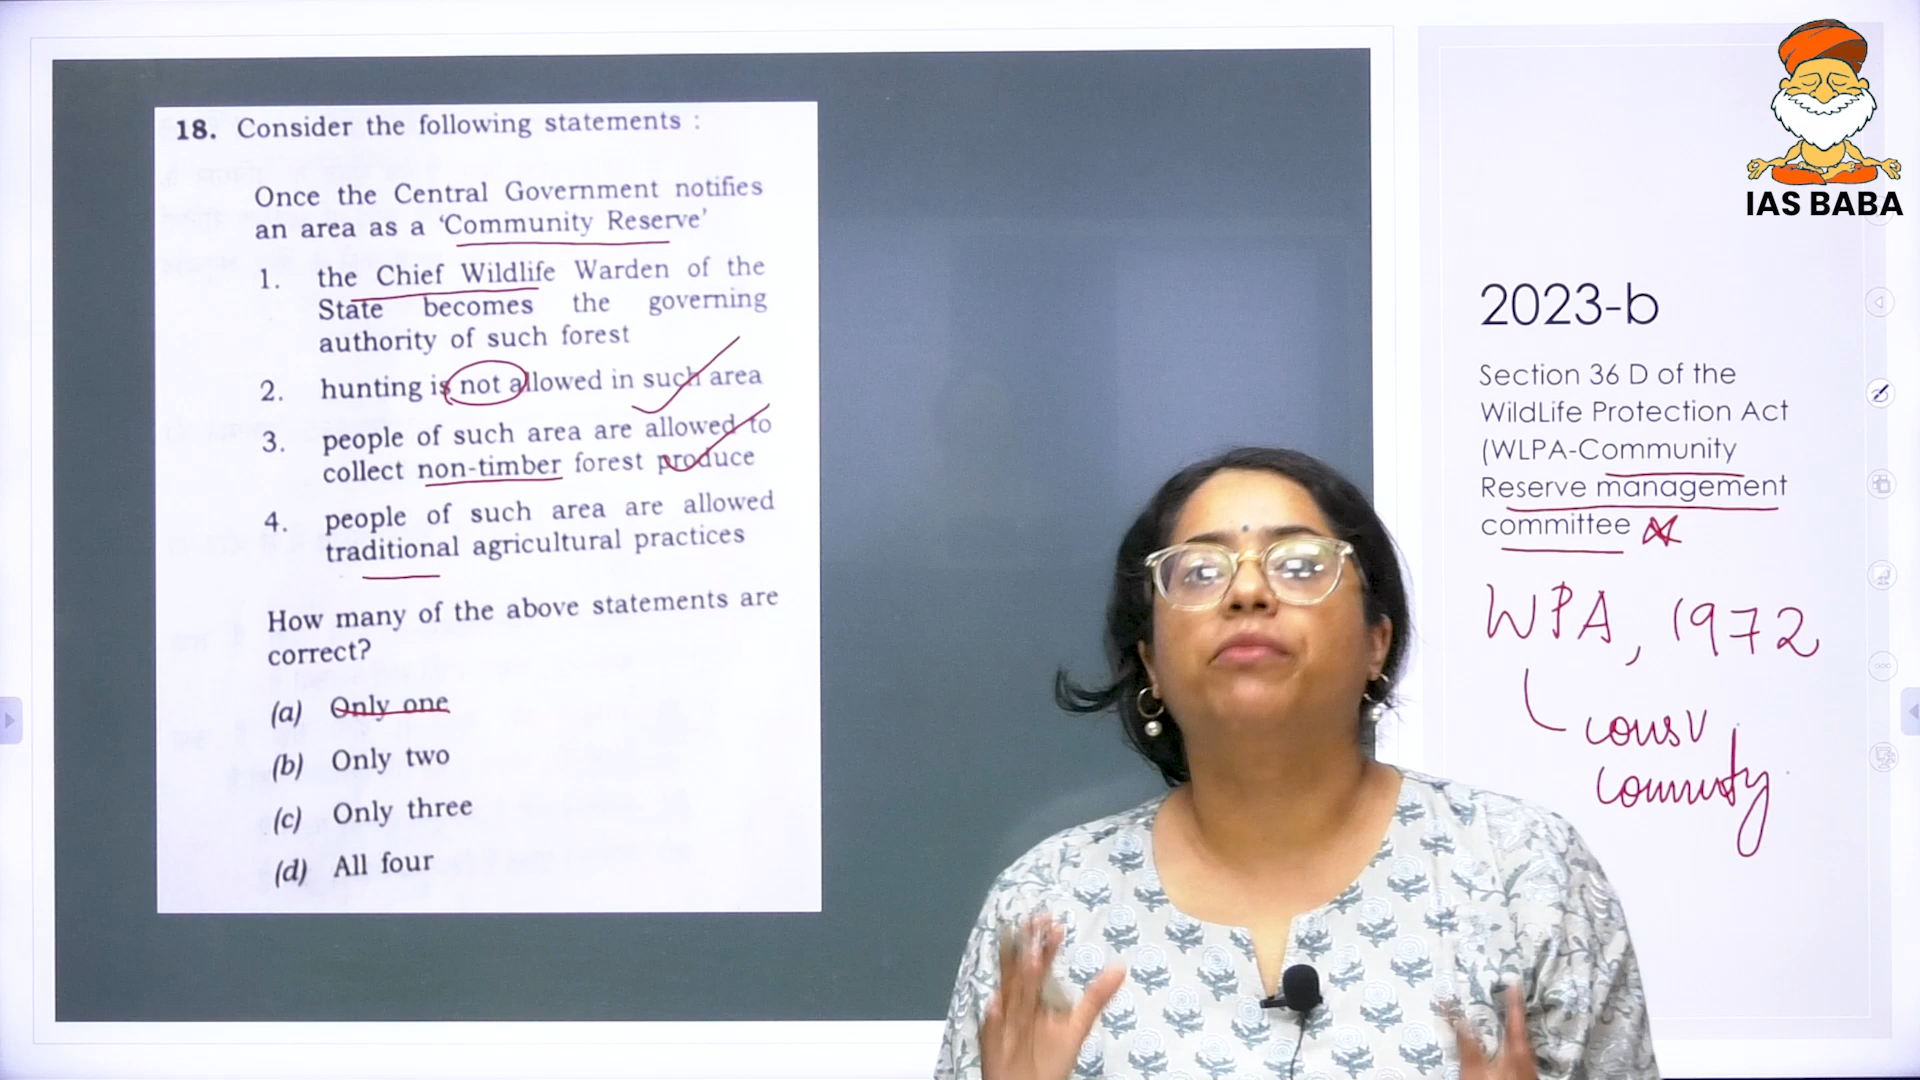 18. Consider the following statements :
Once the Central Government notifies
an area as a ‘Community Reserve’
1. the Chief Wildlife Warden of the
State becomes the governing
authority of such forest
2. hunting is not allowed in such area
3. people of such area are allowed to
collect non-timber forest produce
4. people of such area are allowed
traditional agricultural practices
How many of the above statements are
correct?
(a) Only one
(b) Only two
(c) Only three
(d) All four
IAS BABA
2023-b
Section 36 D of the
WildLife Protection Act
(WLPA-Community
Reserve management
committee
WPA, 1972
consv